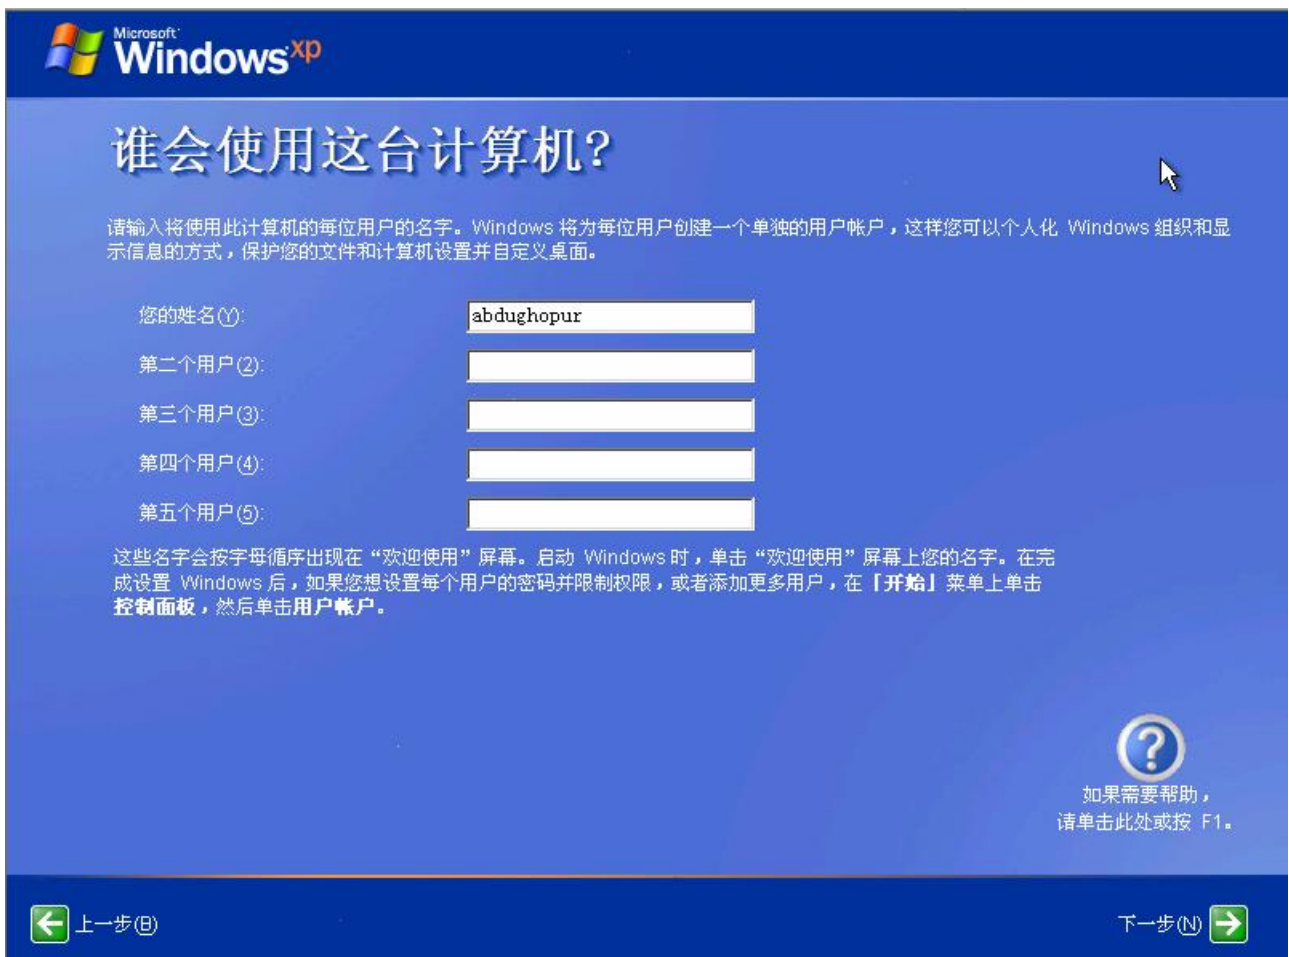 Microsoft
Windows xp
谁会使用这台计算机?
请输入将使用此计算机的每位用户的名字。Windows 将为每位用户创建一个单独的用户帐户，这样您可以个人化 Windows 组织和显
示信息的方式，保护您的文件和计算机设置并自定义桌面。
您的姓名(Y): abdughopur
第二个用户(2):
第三个用户(3):
第四个用户(4):
第五个用户(5):
这些名字会按字母循序出现在“欢迎使用”屏幕。启动 Windows 时，单击“欢迎使用”屏幕上您的名字。在完
成设置 Windows 后，如果您想设置每个用户的密码并限制权限，或者添加更多用户，在「开始」菜单上单击
控制面板，然后单击用户帐户。
如果需要帮助，
请单击此处或按 F1。
上一步(B)
下一步(N)